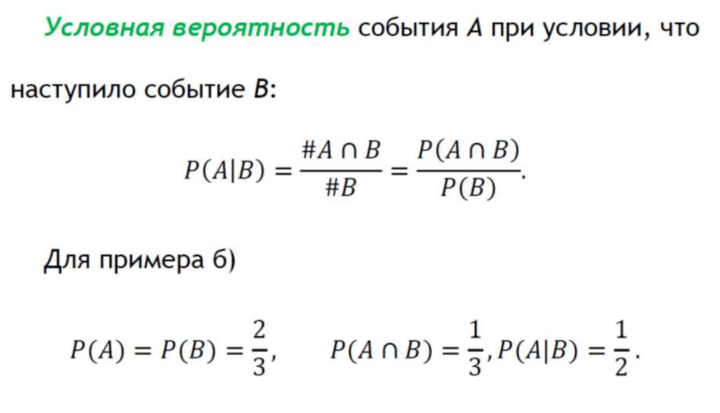 Условная вероятность события A при условии, что
наступило событие B:
P(A|B) = #A ∩ B / #B = P(A ∩ B) / P(B).
Для примера б)
P(A) = P(B) = 2/3, P(A ∩ B) = 1/3, P(A|B) = 1/2.